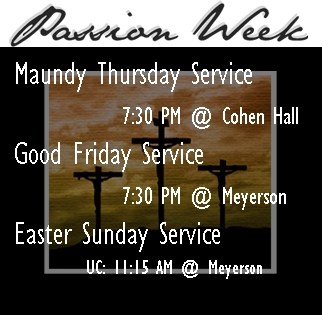 Passion Week
Maundy Thursday Service
7:30 PM @ Cohen Hall
Good Friday Service
7:30 PM @ Meyerson
Easter Sunday Service
UC: 11:15 AM @ Meyerson